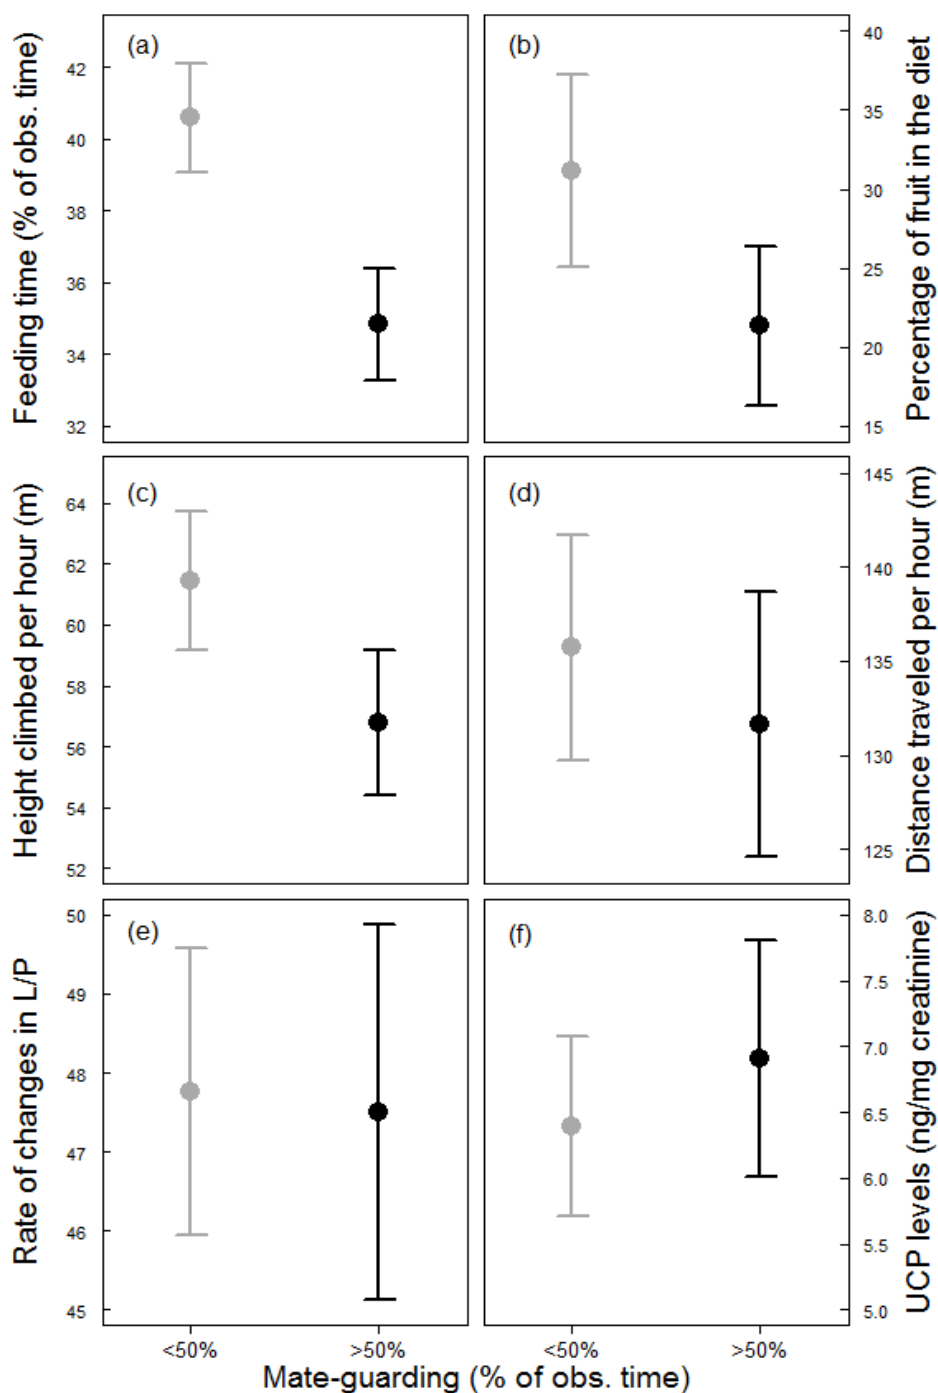 (a)
Feeding time (% of obs. time)
42
40
38
36
34
32
(b)
40
35
30
25
20
15
Percentage of fruit in the diet
(c)
Height climbed per hour (m)
64
62
60
58
56
54
52
(d)
145
140
135
130
125
Distance traveled per hour (m)
(e)
Rate of changes in L/P
50
49
48
47
46
45
(f)
8.0
7.5
7.0
6.5
6.0
5.5
5.0
UCP levels (ng/mg creatinine)
<50% >50% <50% >50%
Mate-guarding (% of obs. time)